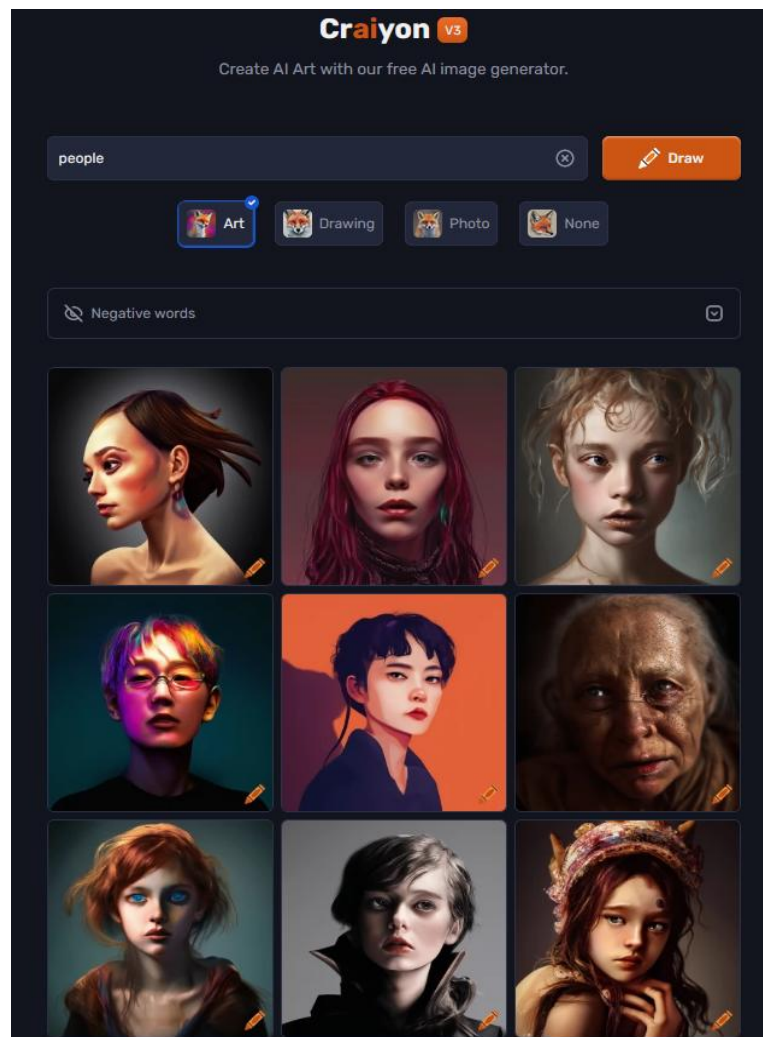 Craiyon V3
Create AI Art with our free AI image generator.
people
Draw
Art Drawing Photo None
Negative words